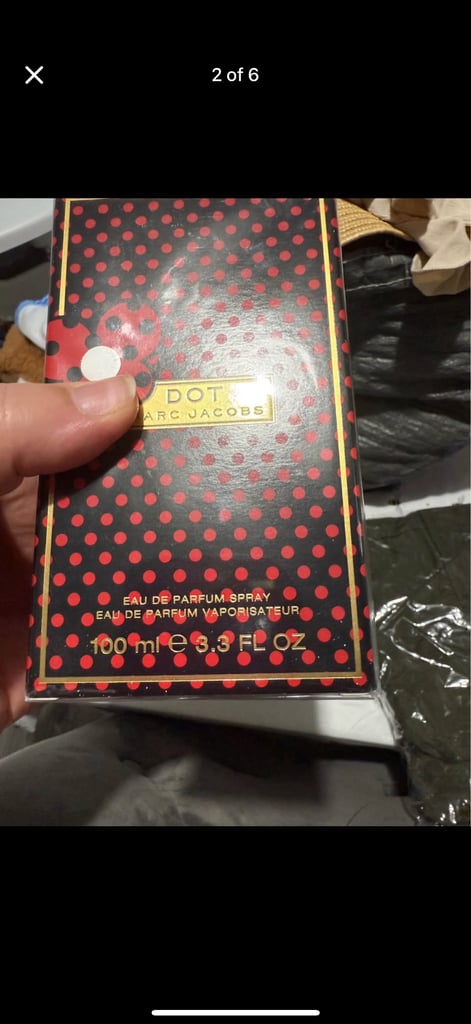 2 of 6
DOT
ARC JACOBS
EAU DE PARFUM SPRAY
EAU DE PARFUM VAPORISATEUR
100 ml e 3.3 FL OZ